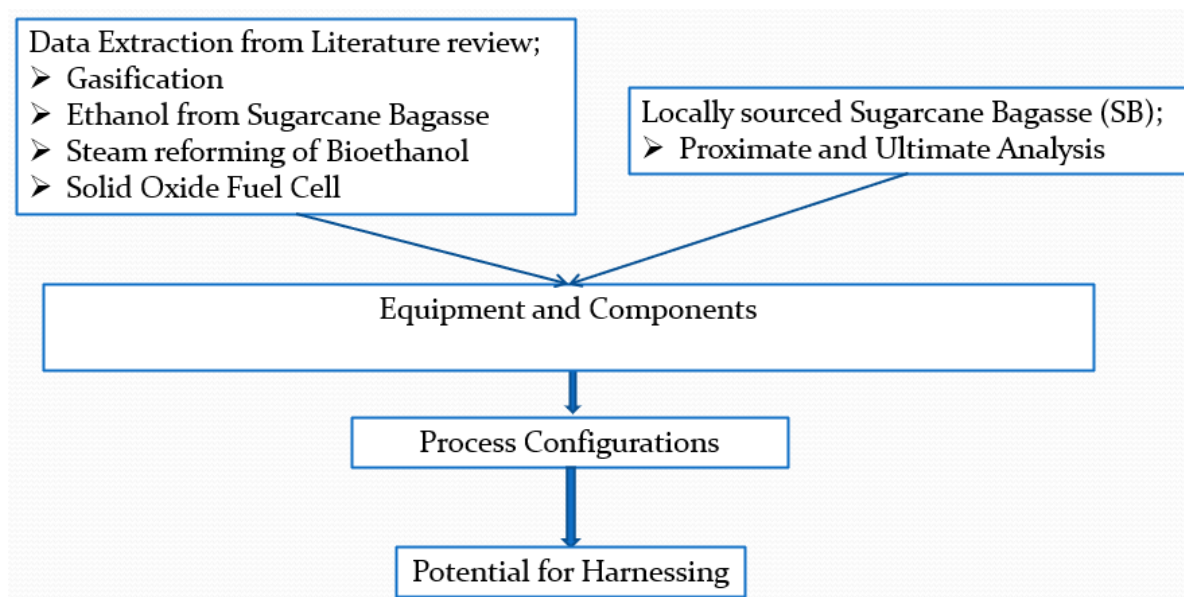 Data Extraction from Literature review;
➤ Gasification
➤ Ethanol from Sugarcane Bagasse
➤ Steam reforming of Bioethanol
➤ Solid Oxide Fuel Cell
Locally sourced Sugarcane Bagasse (SB);
➤ Proximate and Ultimate Analysis
Equipment and Components
Process Configurations
Potential for Harnessing